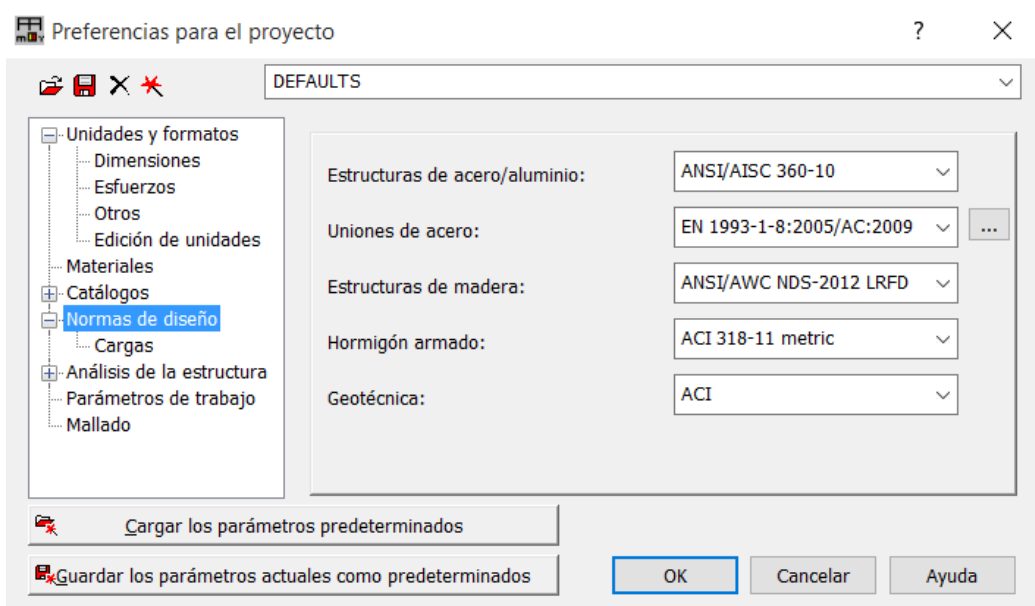 Preferencias para el proyecto
?
DEFAULTS
Unidades y formatos
Dimensiones
Esfuerzos
Otros
Edición de unidades
Materiales
Catálogos
Normas de diseño
Cargas
Análisis de la estructura
Parámetros de trabajo
Mallado
Estructuras de acero/aluminio: ANSI/AISC 360-10
Uniones de acero: EN 1993-1-8:2005/AC:2009 ...
Estructuras de madera: ANSI/AWC NDS-2012 LRFD
Hormigón armado: ACI 318-11 metric
Geotécnica: ACI
Cargar los parámetros predeterminados
Guardar los parámetros actuales como predeterminados
OK Cancelar Ayuda